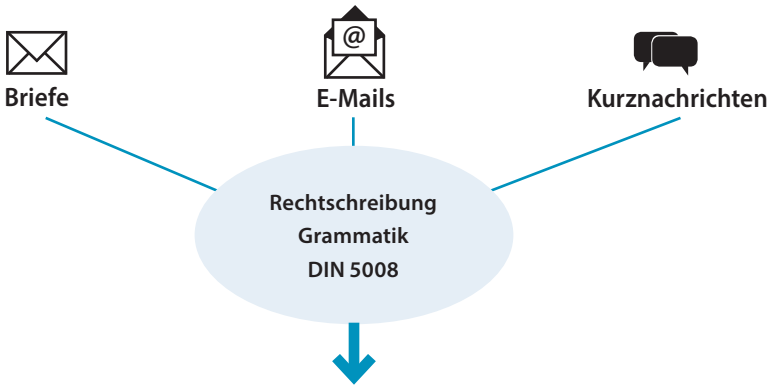 @
Briefe
E-Mails
Kurznachrichten
Rechtschreibung
Grammatik
DIN 5008